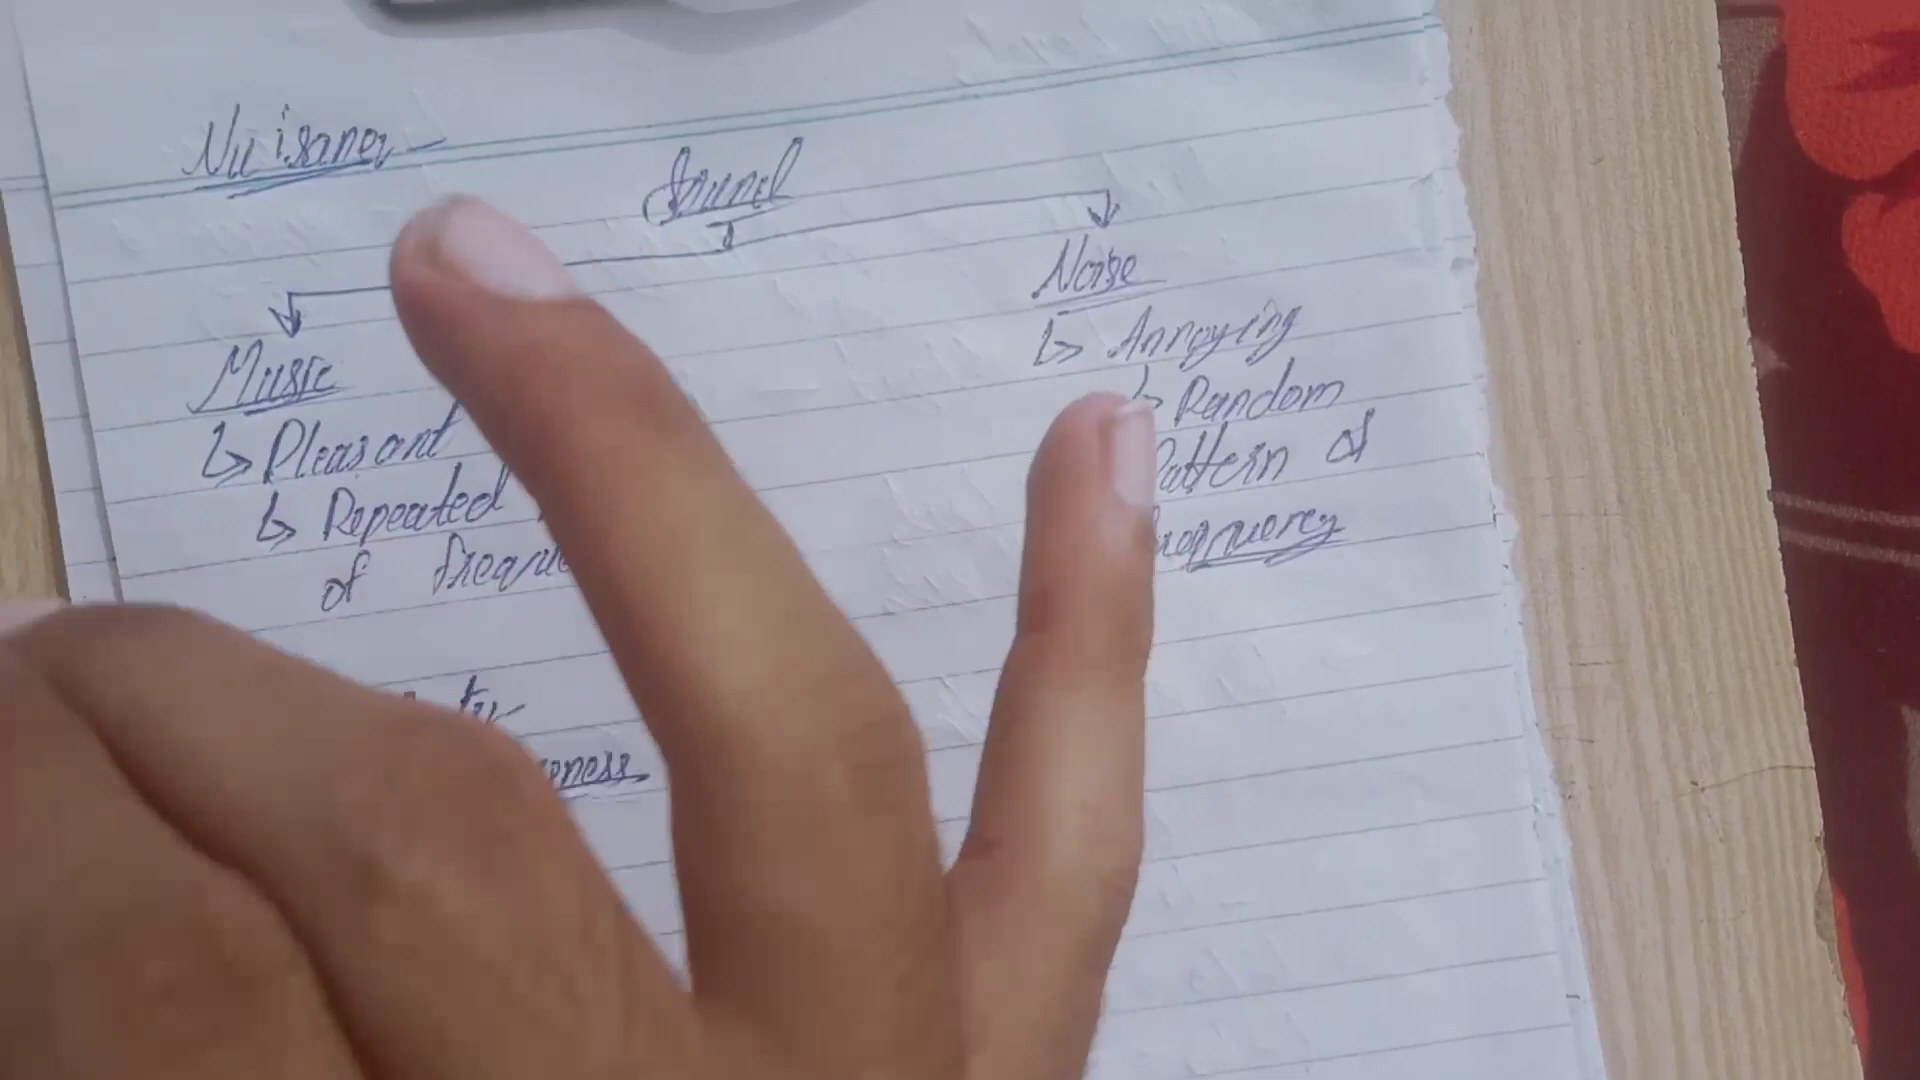 Nuisance
Sound
Music
Noise
↳ Pleasant
↳ Annoying
↳ Repeated
↳ Random
of
Pattern of
frequency